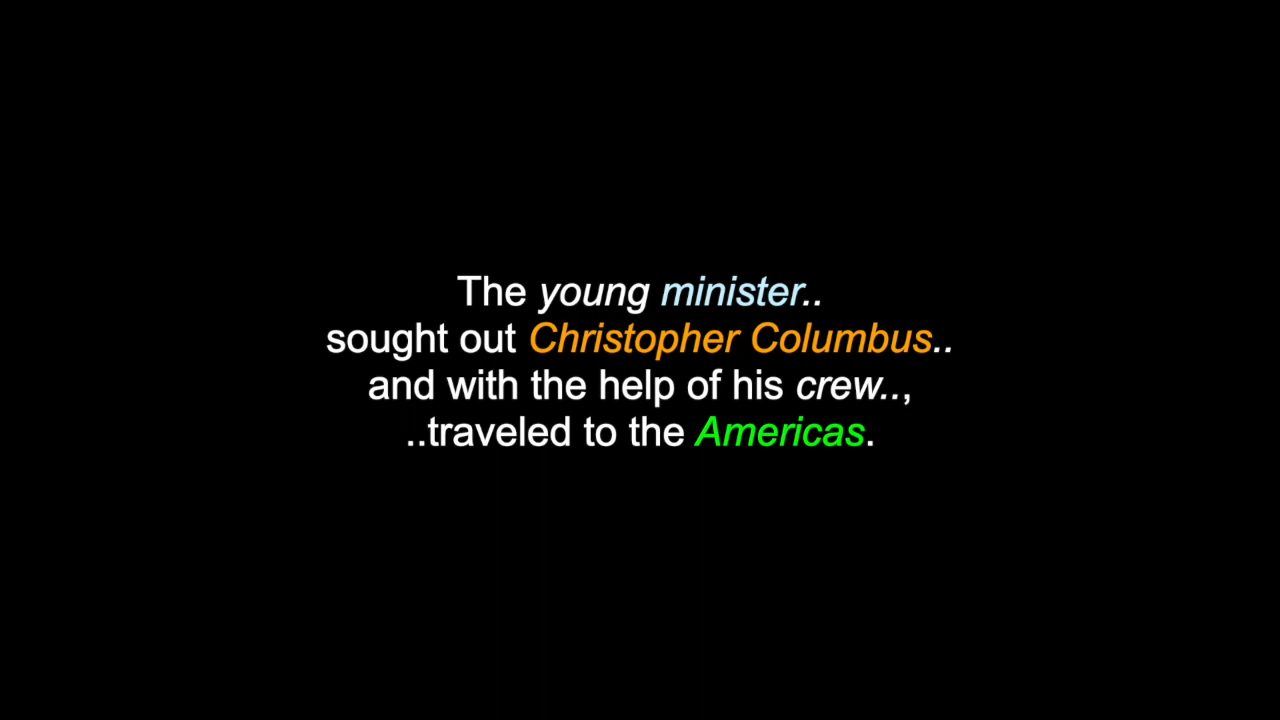 The young minister..
sought out Christopher Columbus..
and with the help of his crew..,
..traveled to the Americas.